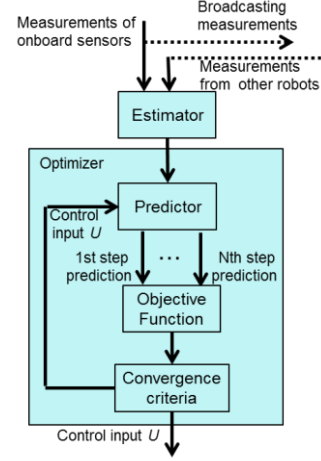 Measurements of
onboard sensors
Broadcasting
measurements
Measurements
from other robots
Estimator
Optimizer
Predictor
Control
input U
1st step
prediction
...
Nth step
prediction
Objective
Function
Convergence
criteria
Control input U